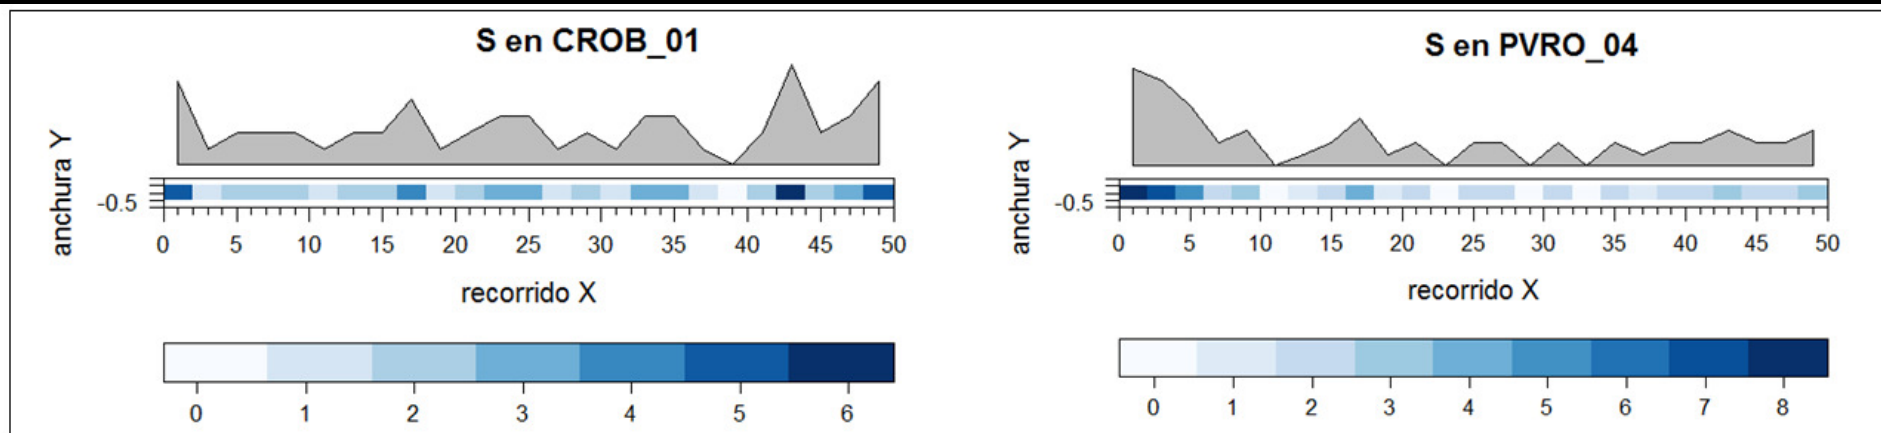 S en CROB_01
anchura Y
-0.5
0 5 10 15 20 25 30 35 40 45 50
recorrido X
0 1 2 3 4 5 6
S en PVRO_04
anchura Y
-0.5
0 5 10 15 20 25 30 35 40 45 50
recorrido X
0 1 2 3 4 5 6 7 8